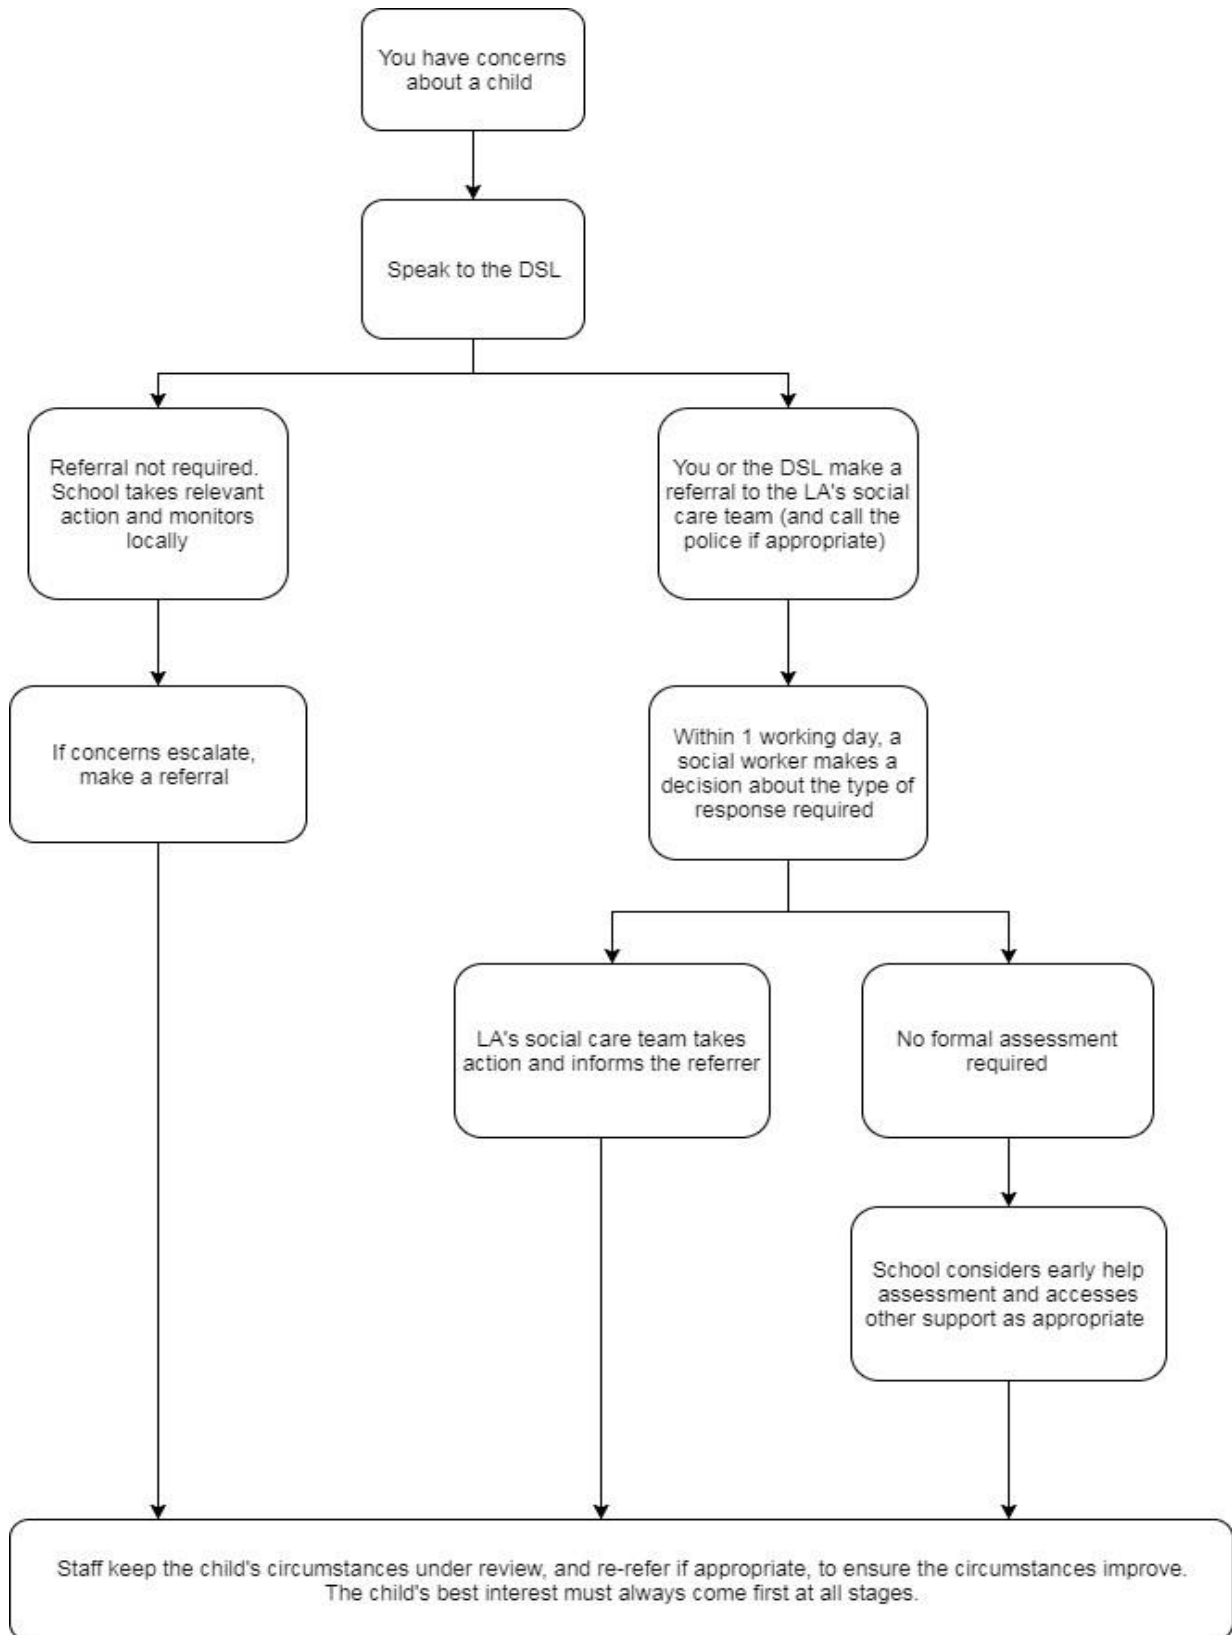 You have concerns
about a child
Speak to the DSL
Referral not required.
School takes relevant
action and monitors
locally
You or the DSL make a
referral to the LA's social
care team (and call the
police if appropriate)
If concerns escalate,
make a referral
Within 1 working day, a
social worker makes a
decision about the type of
response required
LA's social care team takes
action and informs the referrer
No formal assessment
required
School considers early help
assessment and accesses
other support as appropriate
Staff keep the child's circumstances under review, and re-refer if appropriate, to ensure the circumstances improve.
The child's best interest must always come first at all stages.